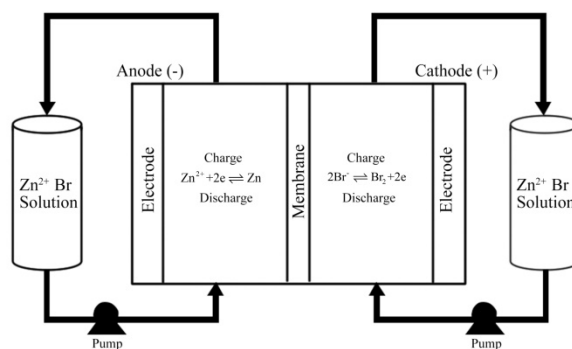 Anode (-)
Cathode (+)
Zn²⁺ Br
Solution
Electrode
Charge
Zn²⁺+2e ⇌ Zn
Discharge
Membrane
Charge
2Br⁻ ⇌ Br₂+2e
Discharge
Electrode
Zn²⁺ Br
Solution
Pump
Pump